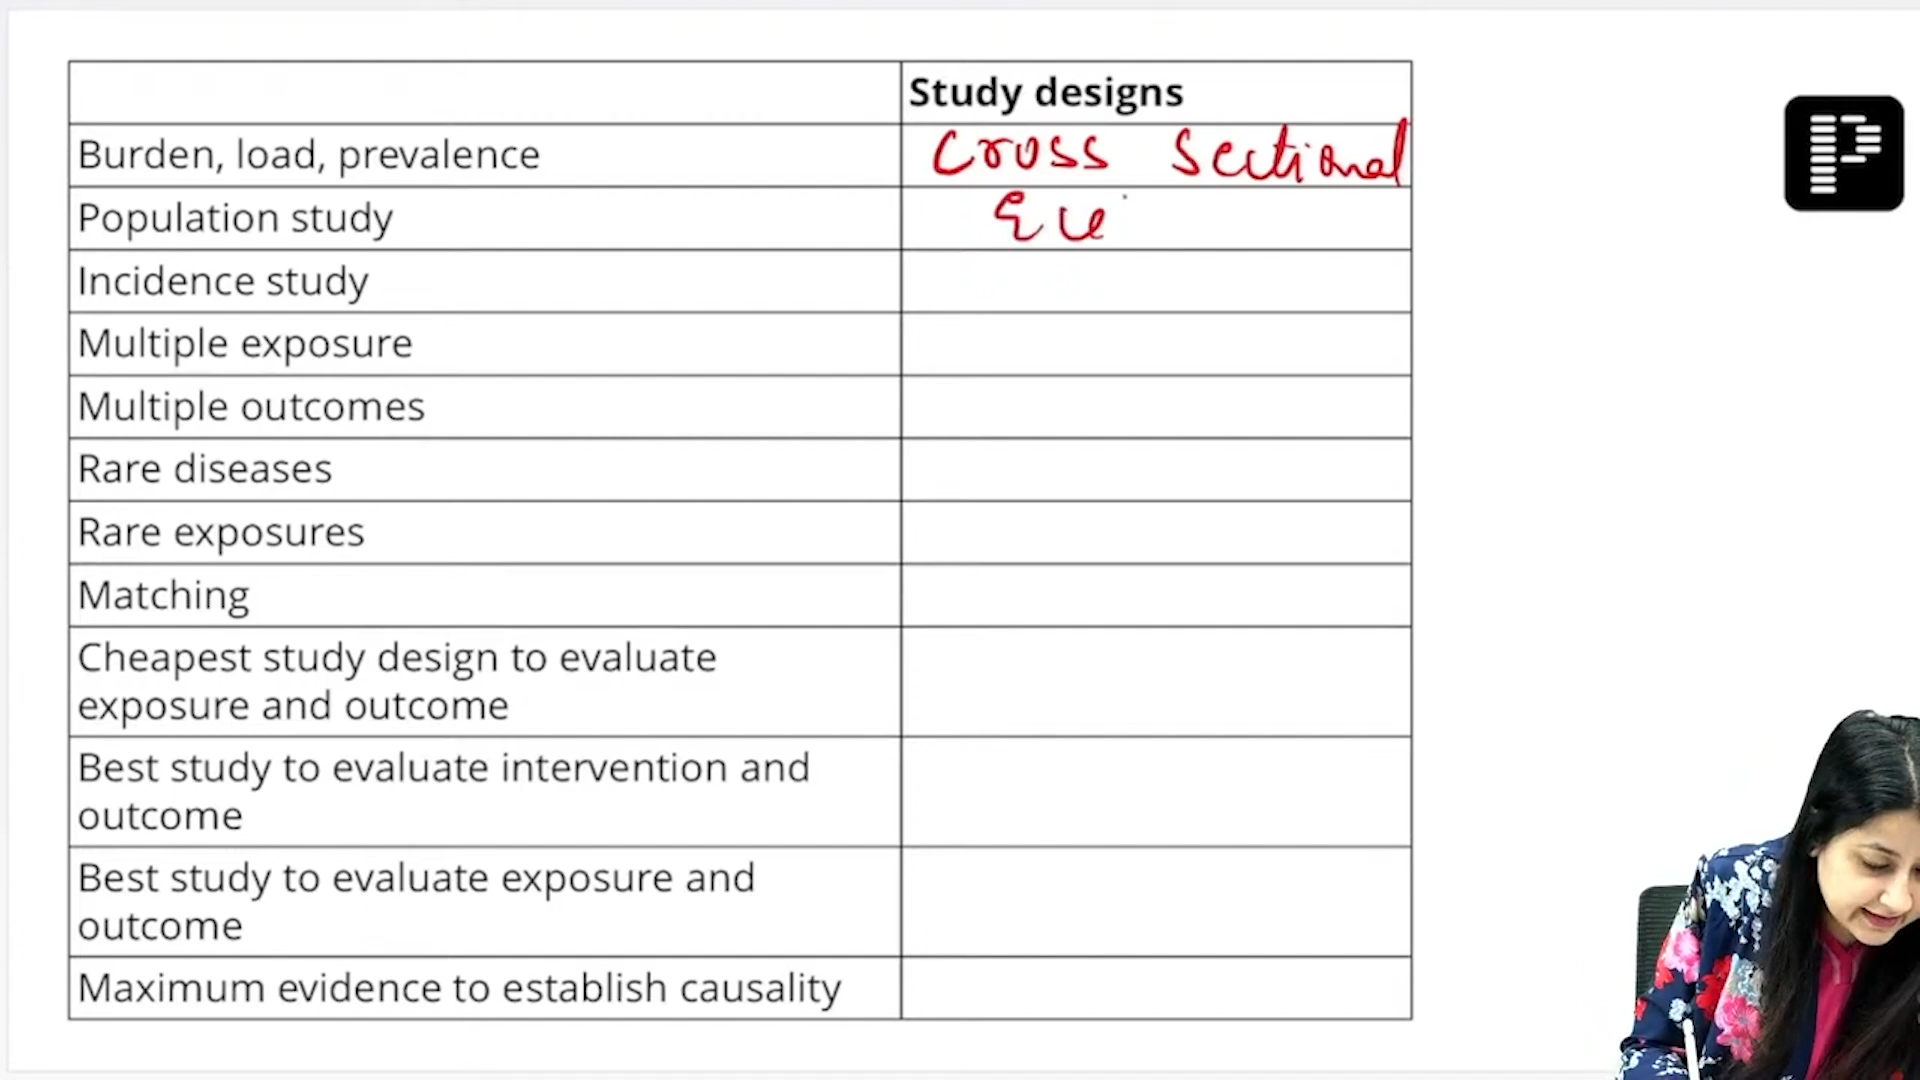 Study designs
Burden, load, prevalence Cross Sectional
Population study
Incidence study
Multiple exposure
Multiple outcomes
Rare diseases
Rare exposures
Matching
Cheapest study design to evaluate
exposure and outcome
Best study to evaluate intervention and
outcome
Best study to evaluate exposure and
outcome
Maximum evidence to establish causality